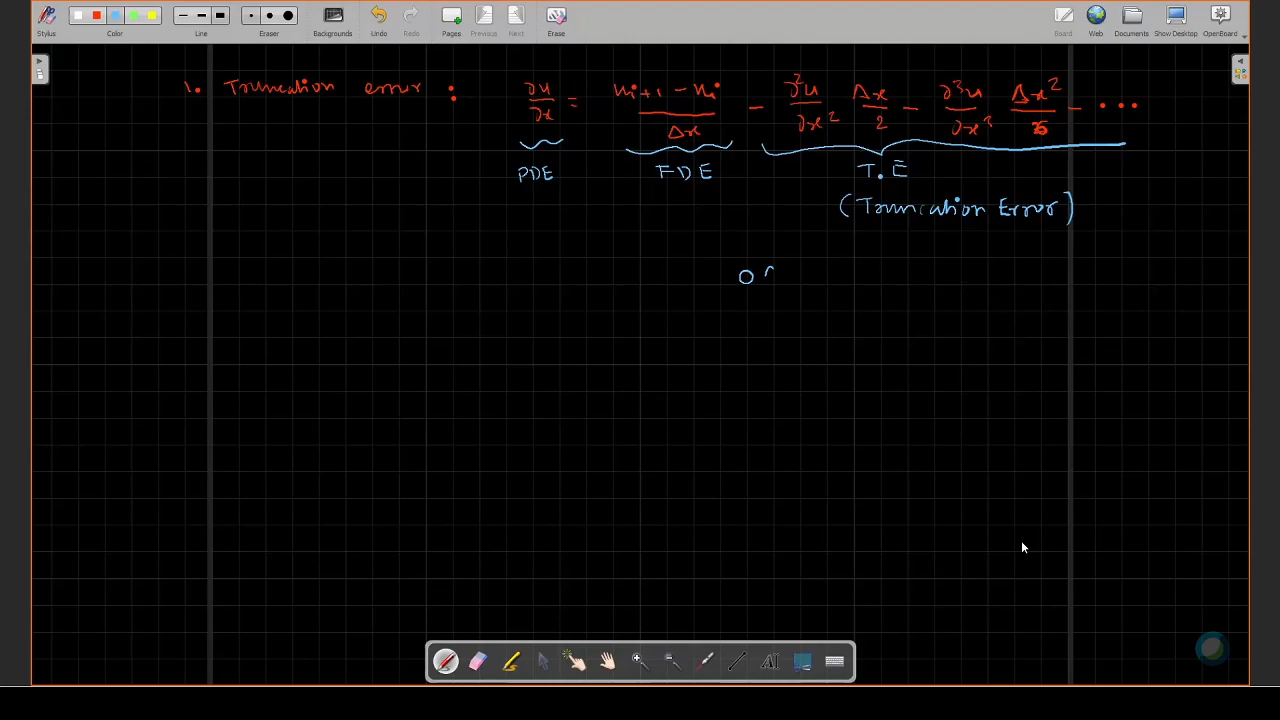 Stylus Color Line Eraser Backgrounds Undo Redo Pages Previous Next Erase Board Web Documents Show Desktop OpenBoard
1. Truncation error : ∂u/∂x = (u_{i+1} - u_i)/Δx - ∂²u/∂x² Δx/2 - ∂³u/∂x³ Δx²/6 - ...
PDE FDE T.E
(Truncation Error)